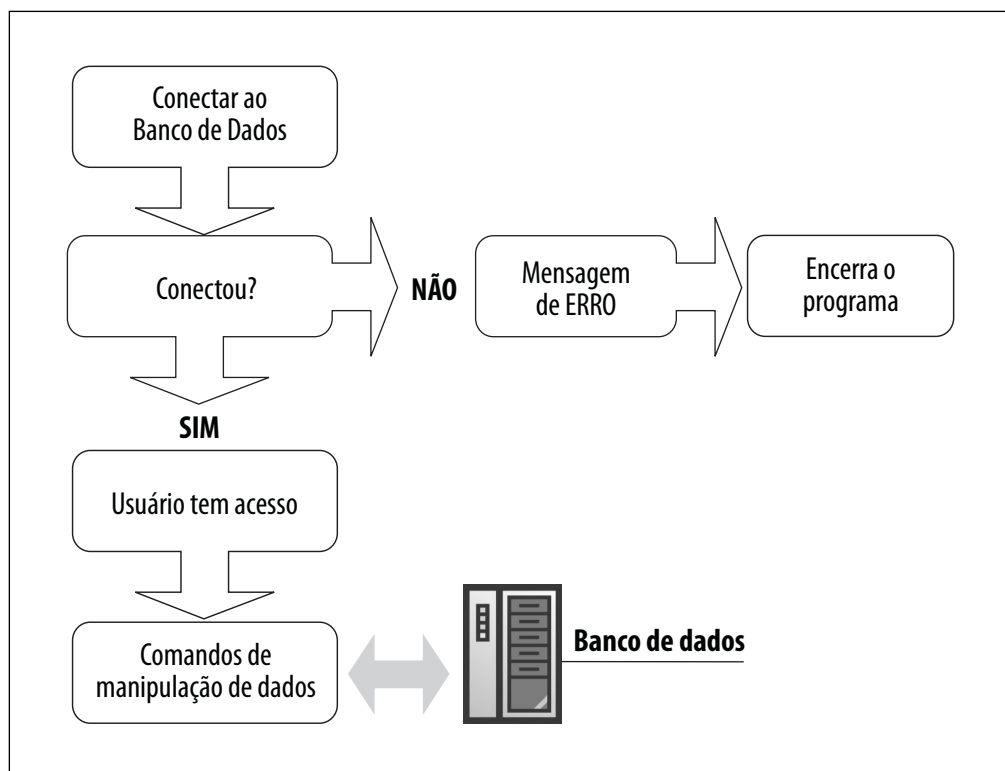 Conectar ao
Banco de Dados
Conectou?
NÃO
Mensagem
de ERRO
Encerra o
programa
SIM
Usuário tem acesso
Comandos de
manipulação de dados
Banco de dados